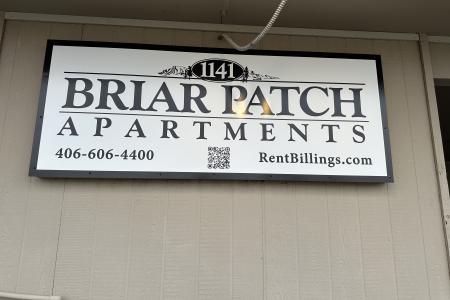 1141
BRIAR PATCH
APARTMENTS
406-606-4400 RentBillings.com